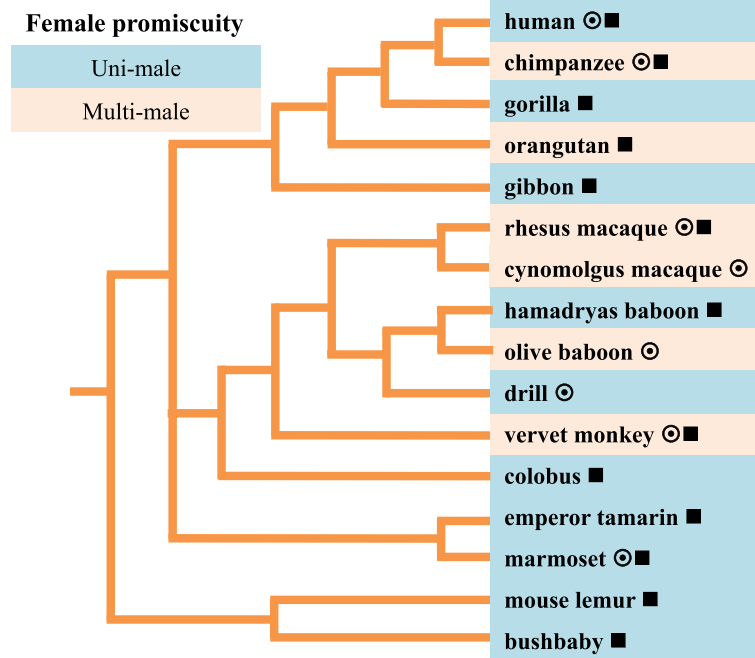 Female promiscuity
Uni-male
Multi-male
human
chimpanzee
gorilla
orangutan
gibbon
rhesus macaque
cynomolgus macaque
hamadryas baboon
olive baboon
drill
vervet monkey
colobus
emperor tamarin
marmoset
mouse lemur
bushbaby